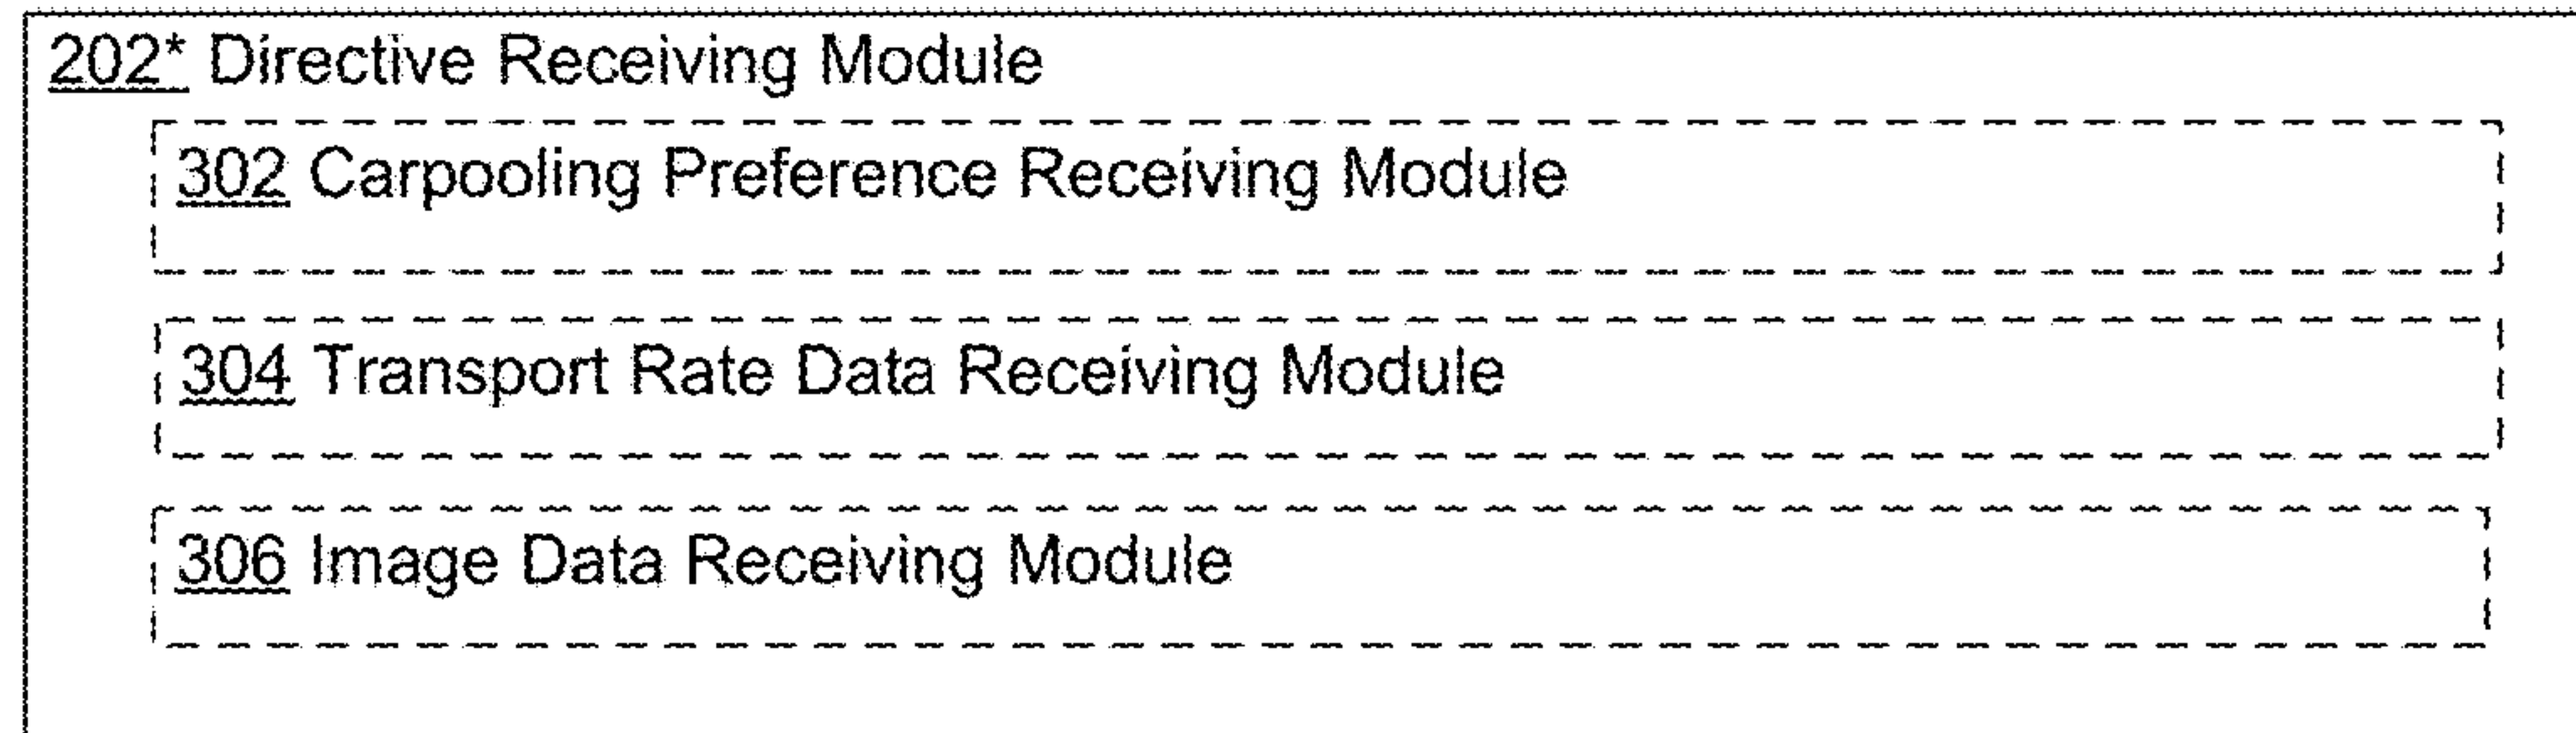 202* Directive Receiving Module
302 Carpooling Preference Receiving Module
304 Transport Rate Data Receiving Module
306 Image Data Receiving Module